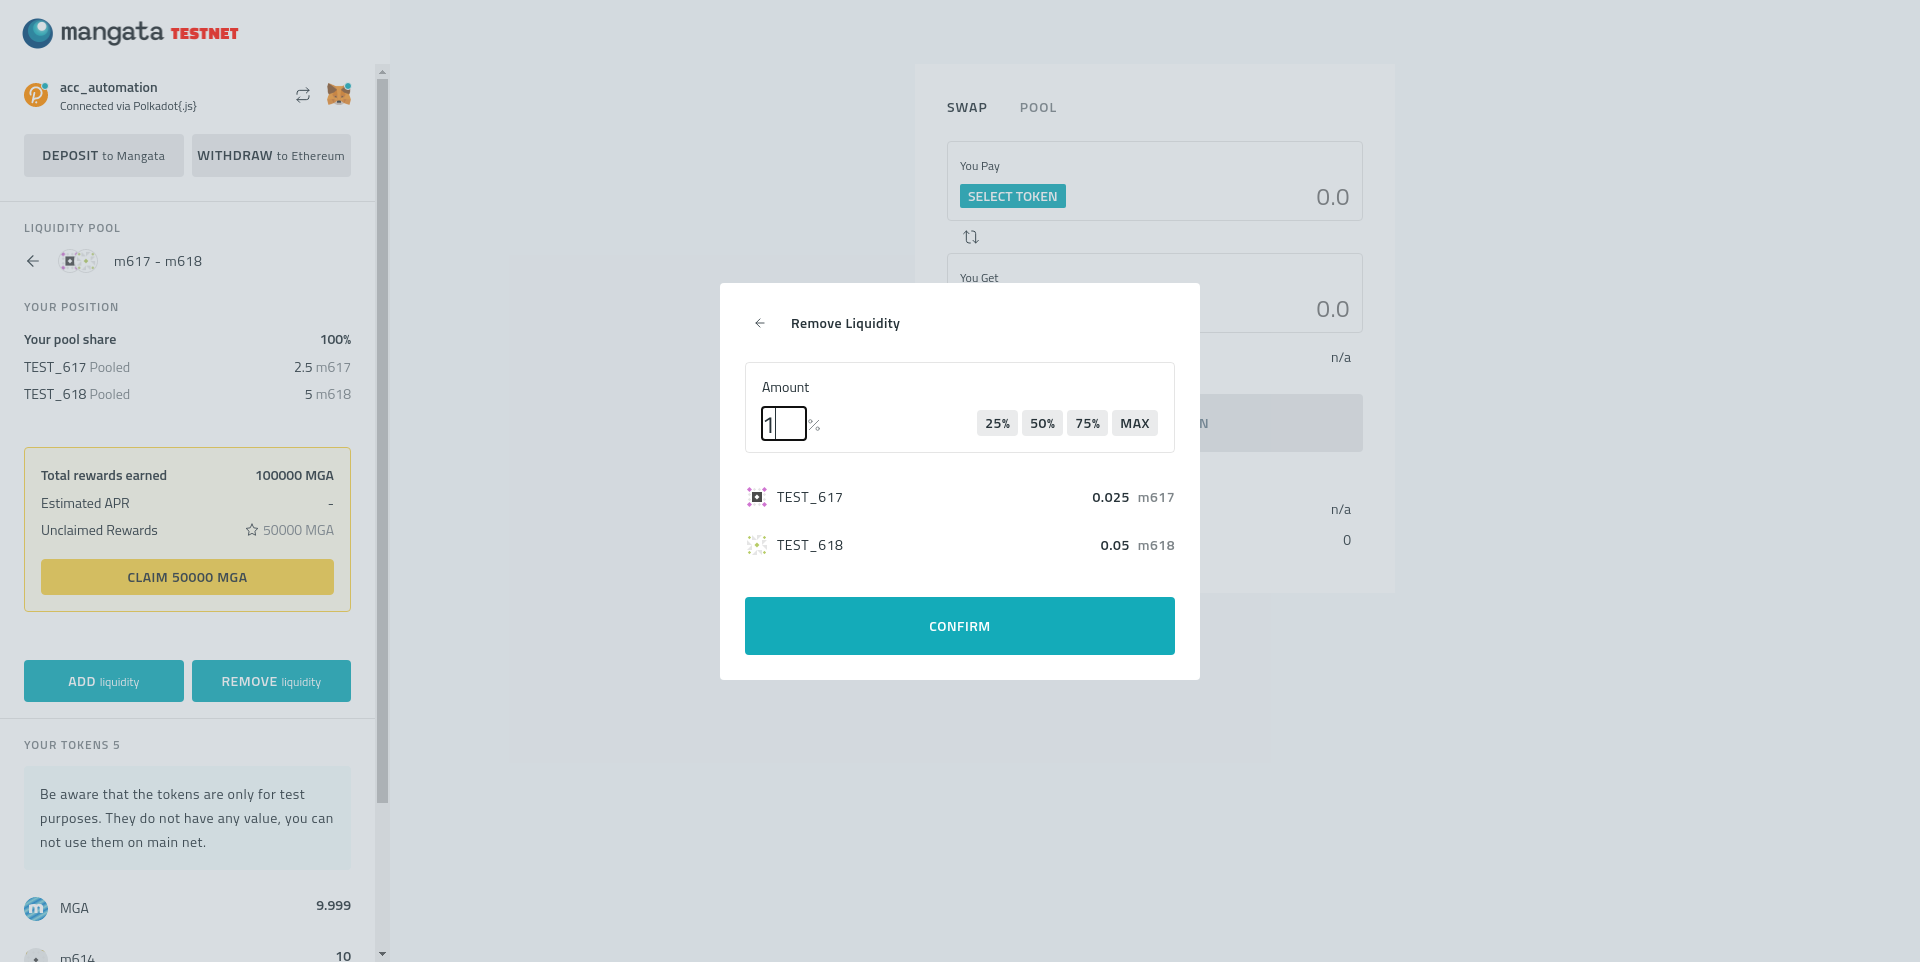 mangata TESTNET
acc_automation
Connected via Polkadot{.js}
DEPOSIT to Mangata
WITHDRAW to Ethereum
LIQUIDITY POOL
m617 - m618
YOUR POSITION
Your pool share 100%
TEST_617 Pooled 2.5 m617
TEST_618 Pooled 5 m618
Total rewards earned 100000 MGA
Estimated APR -
Unclaimed Rewards 50000 MGA
CLAIM 50000 MGA
ADD liquidity
REMOVE liquidity
YOUR TOKENS 5
Be aware that the tokens are only for test
purposes. They do not have any value, you can
not use them on main net.
MGA 9.999
m614 10
SWAP POOL
You Pay
SELECT TOKEN 0.0
You Get
0.0
n/a
N
n/a
0
Remove Liquidity
Amount
1 %
25% 50% 75% MAX
TEST_617 0.025 m617
TEST_618 0.05 m618
CONFIRM